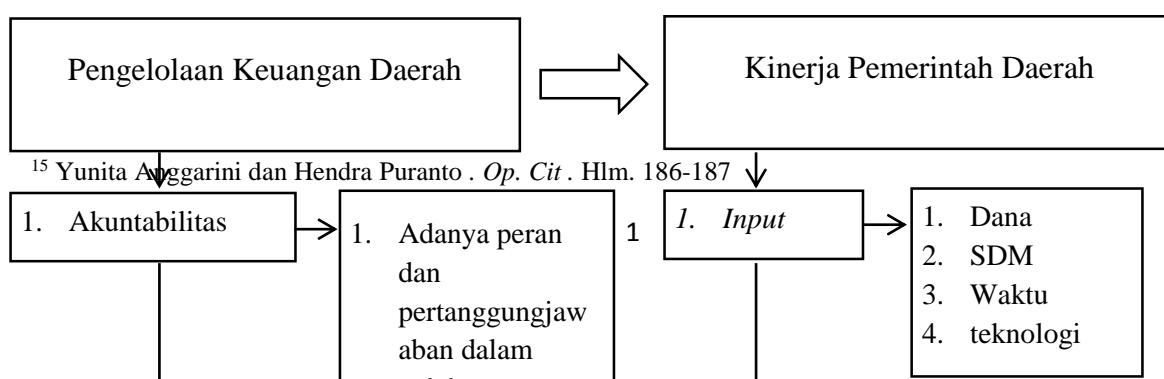 Pengelolaan Keuangan Daerah
Kinerja Pemerintah Daerah
15 Yunita Anggarini dan Hendra Puranto . Op. Cit . Hlm. 186-187
1. Akuntabilitas
1. Adanya peran
dan
pertanggungjaw
aban dalam
1
1. Input
1. Dana
2. SDM
3. Waktu
4. teknologi